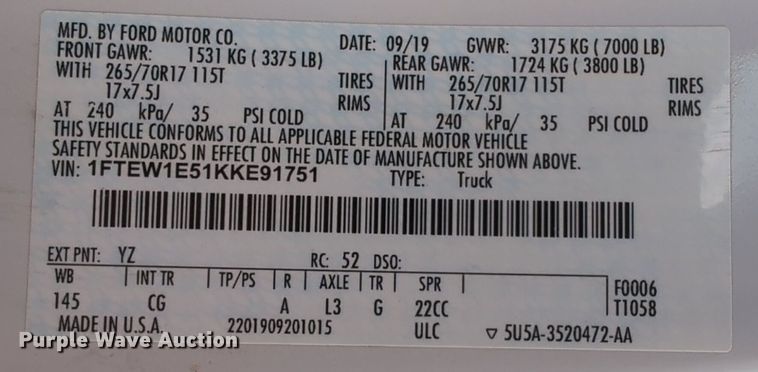 MFD. BY FORD MOTOR CO.
DATE: 09/19 GVWR: 3175 KG ( 7000 LB)
FRONT GAWR: 1531 KG ( 3375 LB)
REAR GAWR: 1724 KG ( 3800 LB)
WITH 265/70R17 115T TIRES
WITH 265/70R17 115T TIRES
17x7.5J RIMS
17x7.5J RIMS
AT 240 kPa/ 35 PSI COLD
AT 240 kPa/ 35 PSI COLD
THIS VEHICLE CONFORMS TO ALL APPLICABLE FEDERAL MOTOR VEHICLE
SAFETY STANDARDS IN EFFECT ON THE DATE OF MANUFACTURE SHOWN ABOVE.
VIN: 1FTEW1E51KKE91751 TYPE: Truck
EXT PNT: YZ RC: 52 DSO:
WB INT TR TP/PS R AXLE TR SPR F0006
145 CG A L3 G 22CC T1058
MADE IN U.S.A. 2201909201015 ULC ▽ 5U5A-3520472-AA
Purple Wave Auction